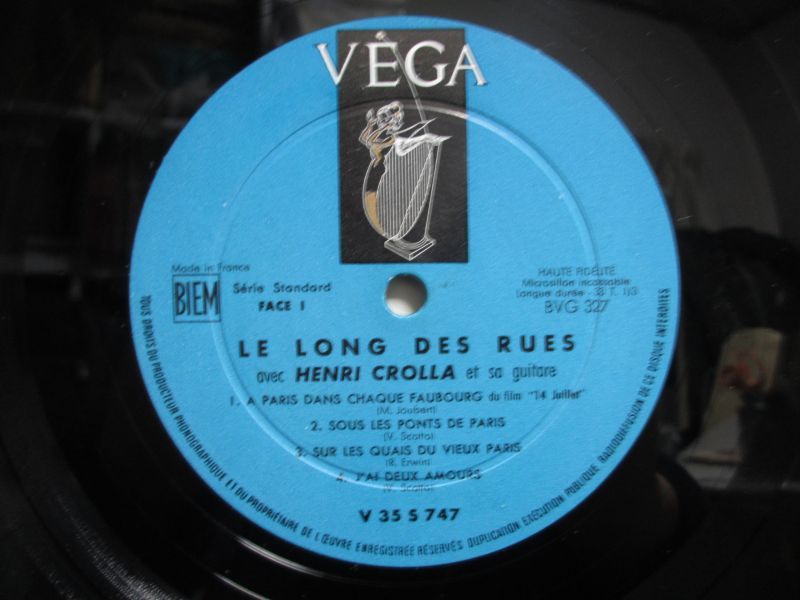 VÈGA
Made in France
BIEM
Série Standard
FACE 1
HAUTE FIDÉLITÉ
Microsillon incassable
Longue durée - 33 T. 1/3
BVG 327
LE LONG DES RUES
avec HENRI CROLLA et sa guitare
1. A PARIS DANS CHAQUE FAUBOURG du film "14 Juillet"
(M. Joubert)
2. SOUS LES PONTS DE PARIS
(V. Scotto)
3. SUR LES QUAIS DU VIEUX PARIS
(R. Erwin)
4. J'AI DEUX AMOURS
(V. Scotto)
V 35 S 747
TOUS DROITS DU PRODUCTEUR PHONOGRAPHIQUE ET DU PROPRIÉTAIRE DE L'ŒUVRE ENREGISTRÉE RÉSERVÉS DUPLICATION EXÉCUTION PUBLIQUE RADIODIFFUSION DE CE DISQUE INTERDITES